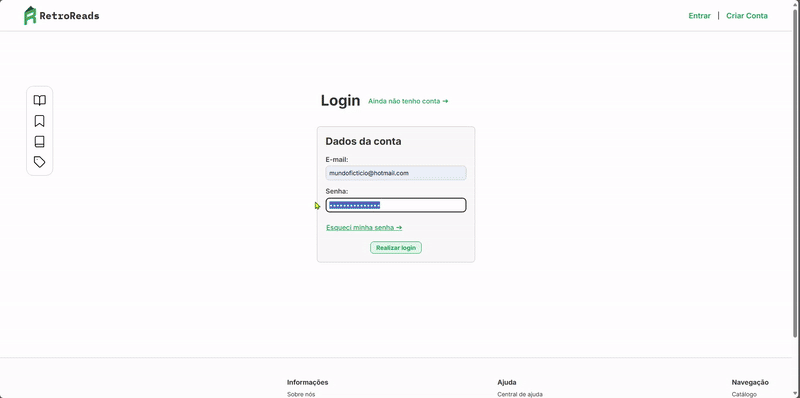 RetroReads
Entrar | Criar Conta
Login Ainda não tenho conta →
Dados da conta
E-mail:
mundoficticio@hotmail.com
Senha:
•••••••••••••••
Esqueci minha senha →
Realizar login
Informações Ajuda Navegação
Sobre nós Central de ajuda Catálogo